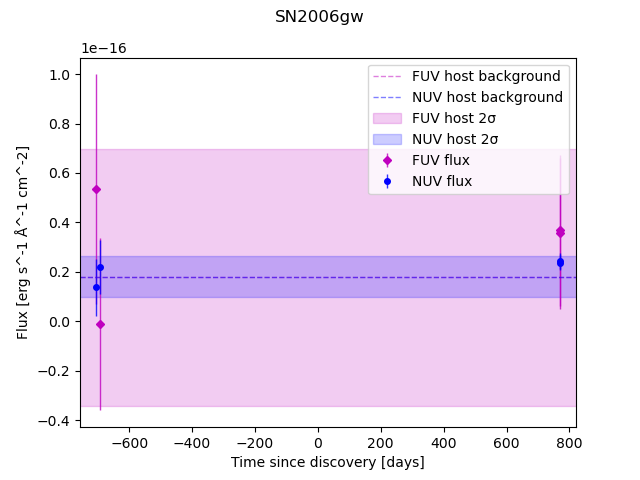 SN2006gw
1e−16
1.0
0.8
0.6
0.4
0.2
0.0
−0.2
−0.4
Flux [erg s^-1 Å^-1 cm^-2]
FUV host background
NUV host background
FUV host 2σ
NUV host 2σ
FUV flux
NUV flux
−600 −400 −200 0 200 400 600 800
Time since discovery [days]